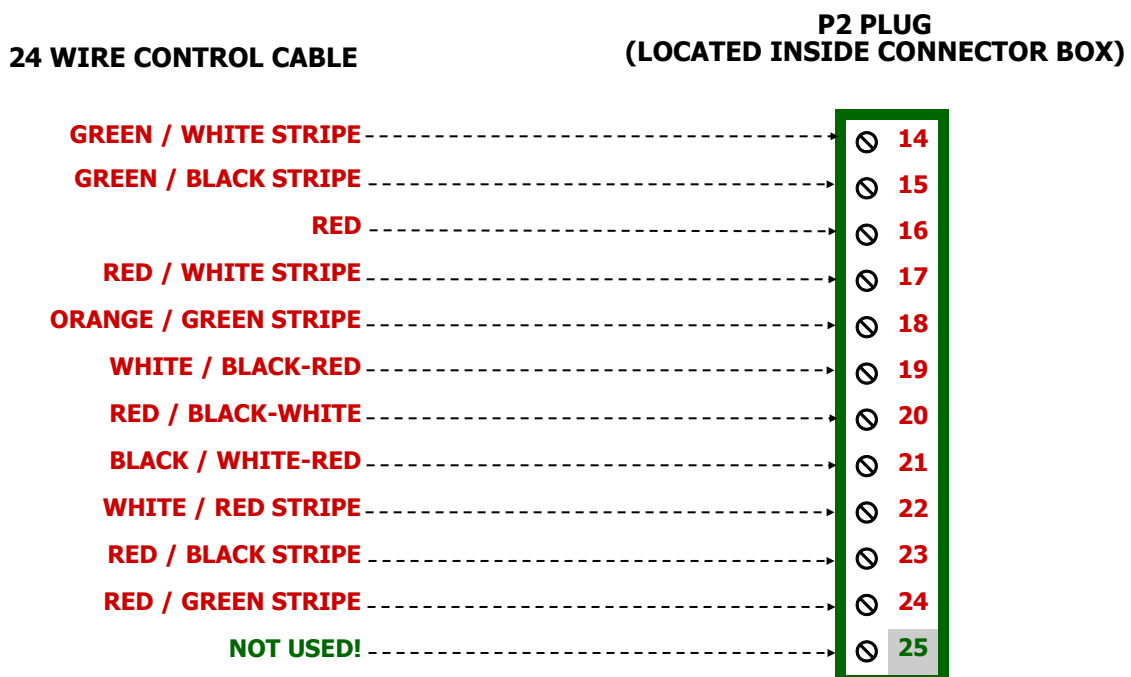 P2 PLUG
(LOCATED INSIDE CONNECTOR BOX)
24 WIRE CONTROL CABLE
GREEN / WHITE STRIPE 14
GREEN / BLACK STRIPE 15
RED 16
RED / WHITE STRIPE 17
ORANGE / GREEN STRIPE 18
WHITE / BLACK-RED 19
RED / BLACK-WHITE 20
BLACK / WHITE-RED 21
WHITE / RED STRIPE 22
RED / BLACK STRIPE 23
RED / GREEN STRIPE 24
NOT USED! 25